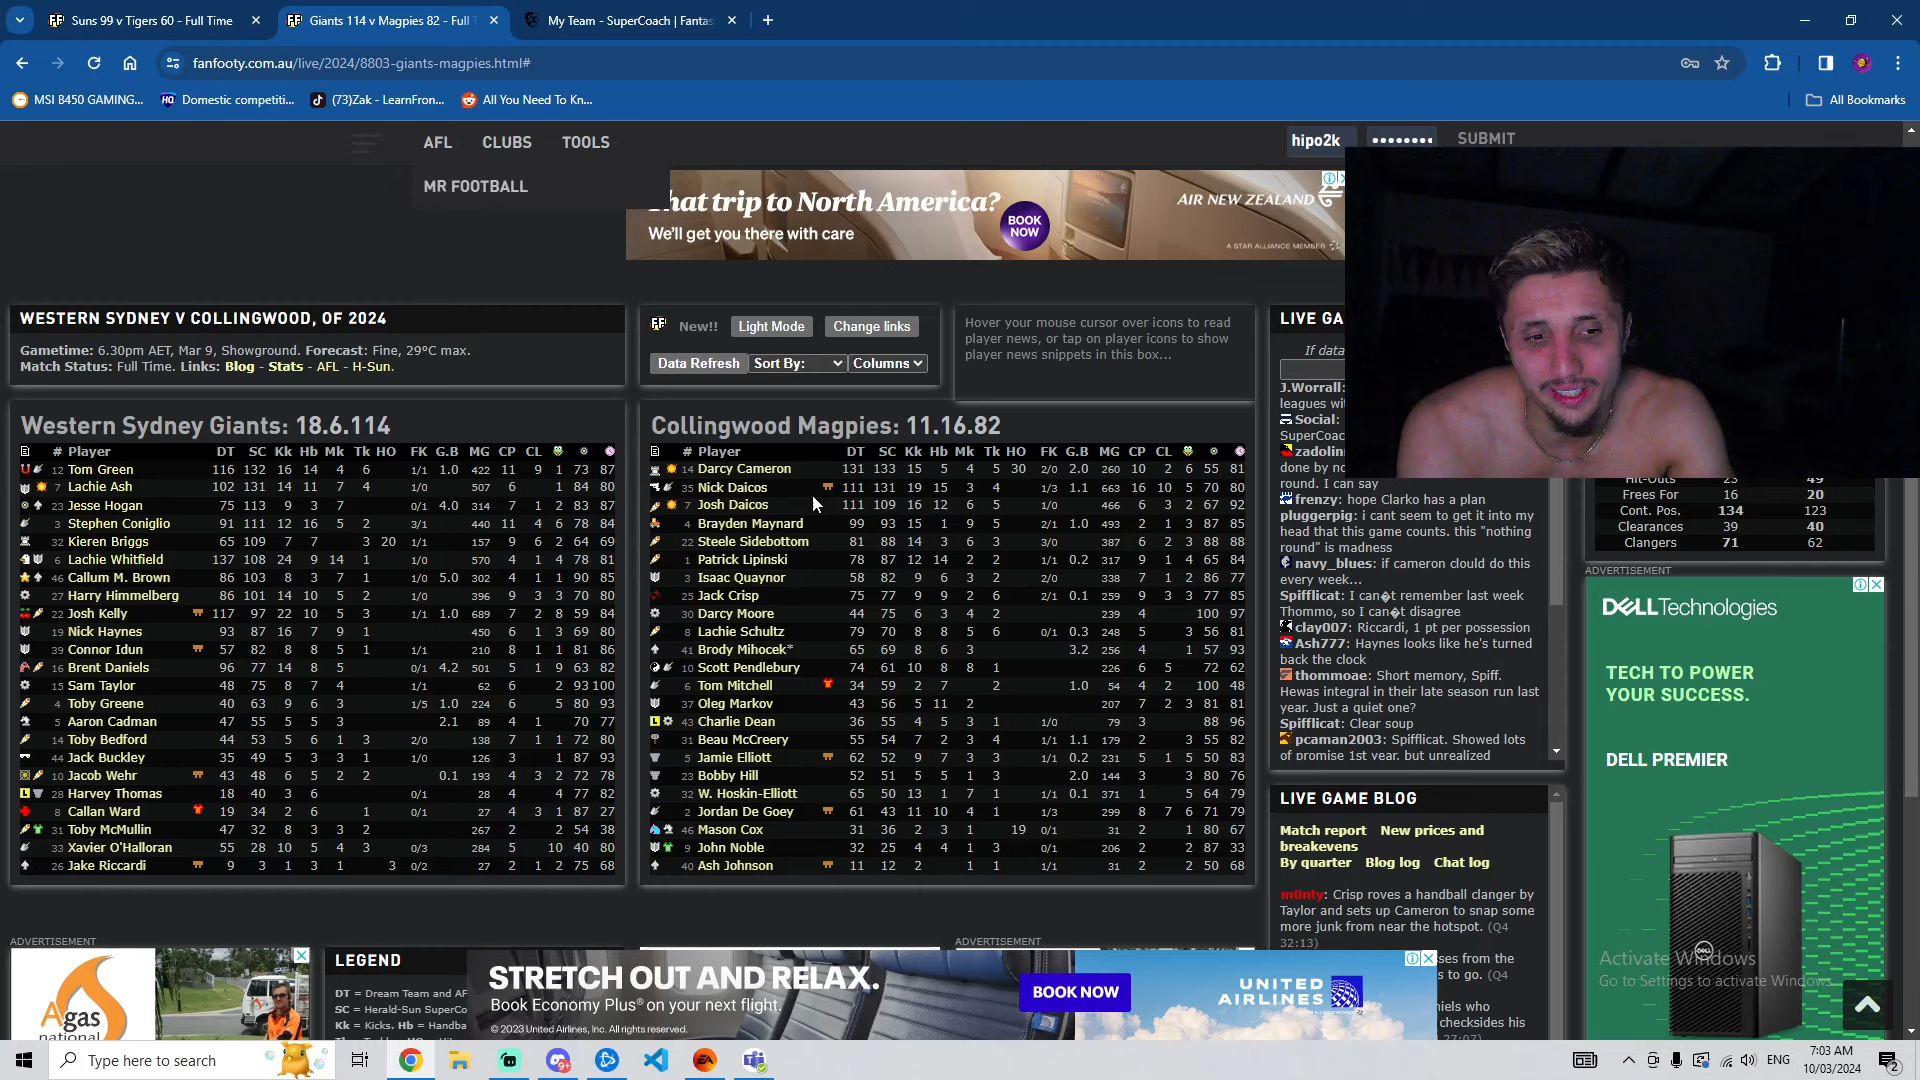 Suns 99 v Tigers 60 - Full Time
Giants 114 v Magpies 82 - Full T
My Team - SuperCoach | Fantas
fanfooty.com.au/live/2024/8803-giants-magpies.html#
MSI B450 GAMING... Domestic competiti... (73)Zak - LearnFron... All You Need To Kn... All Bookmarks
AFL CLUBS TOOLS
MR FOOTBALL
hipo2k •••••••• SUBMIT
hat trip to North America?
We'll get you there with care
BOOK NOW
AIR NEW ZEALAND
A STAR ALLIANCE MEMBER
WESTERN SYDNEY V COLLINGWOOD, OF 2024
Gametime: 6.30pm AET, Mar 9, Showground. Forecast: Fine, 29ºC max.
Match Status: Full Time. Links: Blog - Stats - AFL - H-Sun.
New!! Light Mode Change links
Data Refresh Sort By: Columns
Hover your mouse cursor over icons to read
player news, or tap on player icons to show
player news snippets in this box...
Western Sydney Giants: 18.6.114
# Player DT SC Kk Hb Mk Tk HO FK G.B MG CP CL
12 Tom Green 116 132 16 14 4 6 1/1 1.0 422 11 9 1 73 87
7 Lachie Ash 102 131 14 11 7 4 1/0 507 6 1 84 80
23 Jesse Hogan 75 113 9 3 7 0/1 4.0 314 7 1 2 83 87
3 Stephen Coniglio 91 111 12 16 5 2 3/1 440 11 4 6 78 84
32 Kieren Briggs 65 109 7 7 3 20 1/1 157 9 6 2 64 69
6 Lachie Whitfield 137 108 24 9 14 1 1/0 570 4 1 4 78 81
46 Callum M. Brown 86 103 8 3 7 1 1/0 5.0 302 4 1 1 90 85
27 Harry Himmelberg 86 101 14 10 5 2 1/0 396 9 3 3 70 80
22 Josh Kelly 117 97 22 10 5 3 1/1 1.0 689 7 2 8 59 84
19 Nick Haynes 93 87 16 7 9 1 450 6 1 3 69 80
39 Connor Idun 57 82 8 8 5 1 1/1 210 8 1 1 81 86
16 Brent Daniels 96 77 14 8 5 0/1 4.2 501 5 1 9 63 82
15 Sam Taylor 48 75 8 7 4 1/1 62 6 2 93 100
4 Toby Greene 40 63 9 6 3 1/5 1.0 224 6 5 80 93
5 Aaron Cadman 47 55 5 5 3 2.1 89 4 1 70 77
14 Toby Bedford 44 53 5 6 1 3 2/0 138 7 1 1 72 80
44 Jack Buckley 35 49 5 3 3 1 1/0 126 3 1 87 93
10 Jacob Wehr 43 48 6 5 2 2 0.1 193 4 3 2 72 78
28 Harvey Thomas 18 40 3 6 0/1 28 4 4 77 82
8 Callan Ward 19 34 2 6 1 0/1 27 4 3 1 87 27
31 Toby McMullin 47 32 8 3 3 2 267 2 2 54 38
33 Xavier O'Halloran 55 28 10 5 4 3 0/3 284 5 10 40 80
26 Jake Riccardi 9 3 1 3 1 3 0/2 27 2 1 2 75 68
Collingwood Magpies: 11.16.82
# Player DT SC Kk Hb Mk Tk HO FK G.B MG CP CL
14 Darcy Cameron 131 133 15 5 4 5 30 2/0 2.0 260 10 2 6 55 81
35 Nick Daicos 111 131 19 15 3 4 1/3 1.1 663 16 10 5 70 80
7 Josh Daicos 111 109 16 12 6 5 1/0 466 6 3 2 67 92
4 Brayden Maynard 99 93 15 1 9 5 2/1 1.0 493 2 1 3 87 85
22 Steele Sidebottom 81 88 14 3 6 3 3/0 387 6 2 3 88 88
1 Patrick Lipinski 78 87 12 14 2 2 1/1 0.2 317 9 1 4 65 84
3 Isaac Quaynor 58 82 9 6 3 2 2/0 338 7 1 2 86 77
25 Jack Crisp 75 77 9 9 2 6 2/1 0.1 259 9 3 3 77 85
30 Darcy Moore 44 75 6 3 4 2 239 4 100 97
8 Lachie Schultz 79 70 8 8 5 6 0/1 0.3 248 5 3 56 81
41 Brody Mihocek* 65 69 8 6 3 3.2 256 4 1 57 93
10 Scott Pendlebury 74 61 10 8 8 1 226 6 5 72 62
6 Tom Mitchell 34 59 2 7 2 1.0 54 4 2 100 48
37 Oleg Markov 43 56 5 11 2 207 7 2 3 81 81
43 Charlie Dean 36 55 4 5 3 1 1/0 79 3 88 96
31 Beau McCreery 55 54 7 2 3 4 1/1 1.1 179 2 3 55 82
5 Jamie Elliott 62 52 9 7 3 3 1/1 0.2 231 5 1 5 50 83
23 Bobby Hill 52 51 5 5 1 3 2.0 144 3 3 80 76
32 W. Hoskin-Elliott 65 50 13 1 7 1 1/1 0.1 371 1 5 64 79
2 Jordan De Goey 61 43 11 10 4 1 1/3 299 8 7 6 71 79
46 Mason Cox 31 36 2 3 1 19 0/1 31 2 1 80 67
9 John Noble 32 25 4 4 1 3 0/1 206 2 2 87 33
40 Ash Johnson 11 12 2 1 1 1/1 31 2 2 50 68
LIVE GA
If data
J.Worrall:
leagues wi
Social:
SuperCoac
zadolin
done by no
round. I can say
frenzy: hope Clarko has a plan
pluggerpig: i cant seem to get it into my
head that this game counts. this "nothing
round" is madness
navy_blues: if cameron clould do this
every week...
Spifflicat: I can�t remember last week
Thommo, so I can�t disagree
clay007: Riccardi, 1 pt per possession
Ash777: Haynes looks like he's turned
back the clock
thommoae: Short memory, Spiff.
Hewas integral in their late season run last
year. Just a quiet one?
Spifflicat: Clear soup
pcaman2003: Spifflicat. Showed lots
of promise 1st year. but unrealized
Hit-Outs 23 49
Frees For 16 20
Cont. Pos. 134 123
Clearances 39 40
Clangers 71 62
ADVERTISEMENT
DELLTechnologies
TECH TO POWER
YOUR SUCCESS.
DELL PREMIER
LIVE GAME BLOG
Match report New prices and
breakevens
By quarter Blog log Chat log
m0nty: Crisp roves a handball clanger by
Taylor and sets up Cameron to snap some
more junk from near the hotspot. (Q4
32:13)
ses from the
s to go. (Q4
niels who
checksides his
27:07)
ADVERTISEMENT
Agas
national
LEGEND
DT = Dream Team and AF
SC = Herald-Sun SuperCo
Kk = Kicks. Hb = Handba
ADVERTISEMENT
STRETCH OUT AND RELAX.
Book Economy Plus® on your next flight.
© 2023 United Airlines, Inc. All rights reserved.
BOOK NOW
UNITED AIRLINES
Activate Windows
Go to Settings to activate Windows.
Type here to search
ENG
7:03 AM
10/03/2024
2